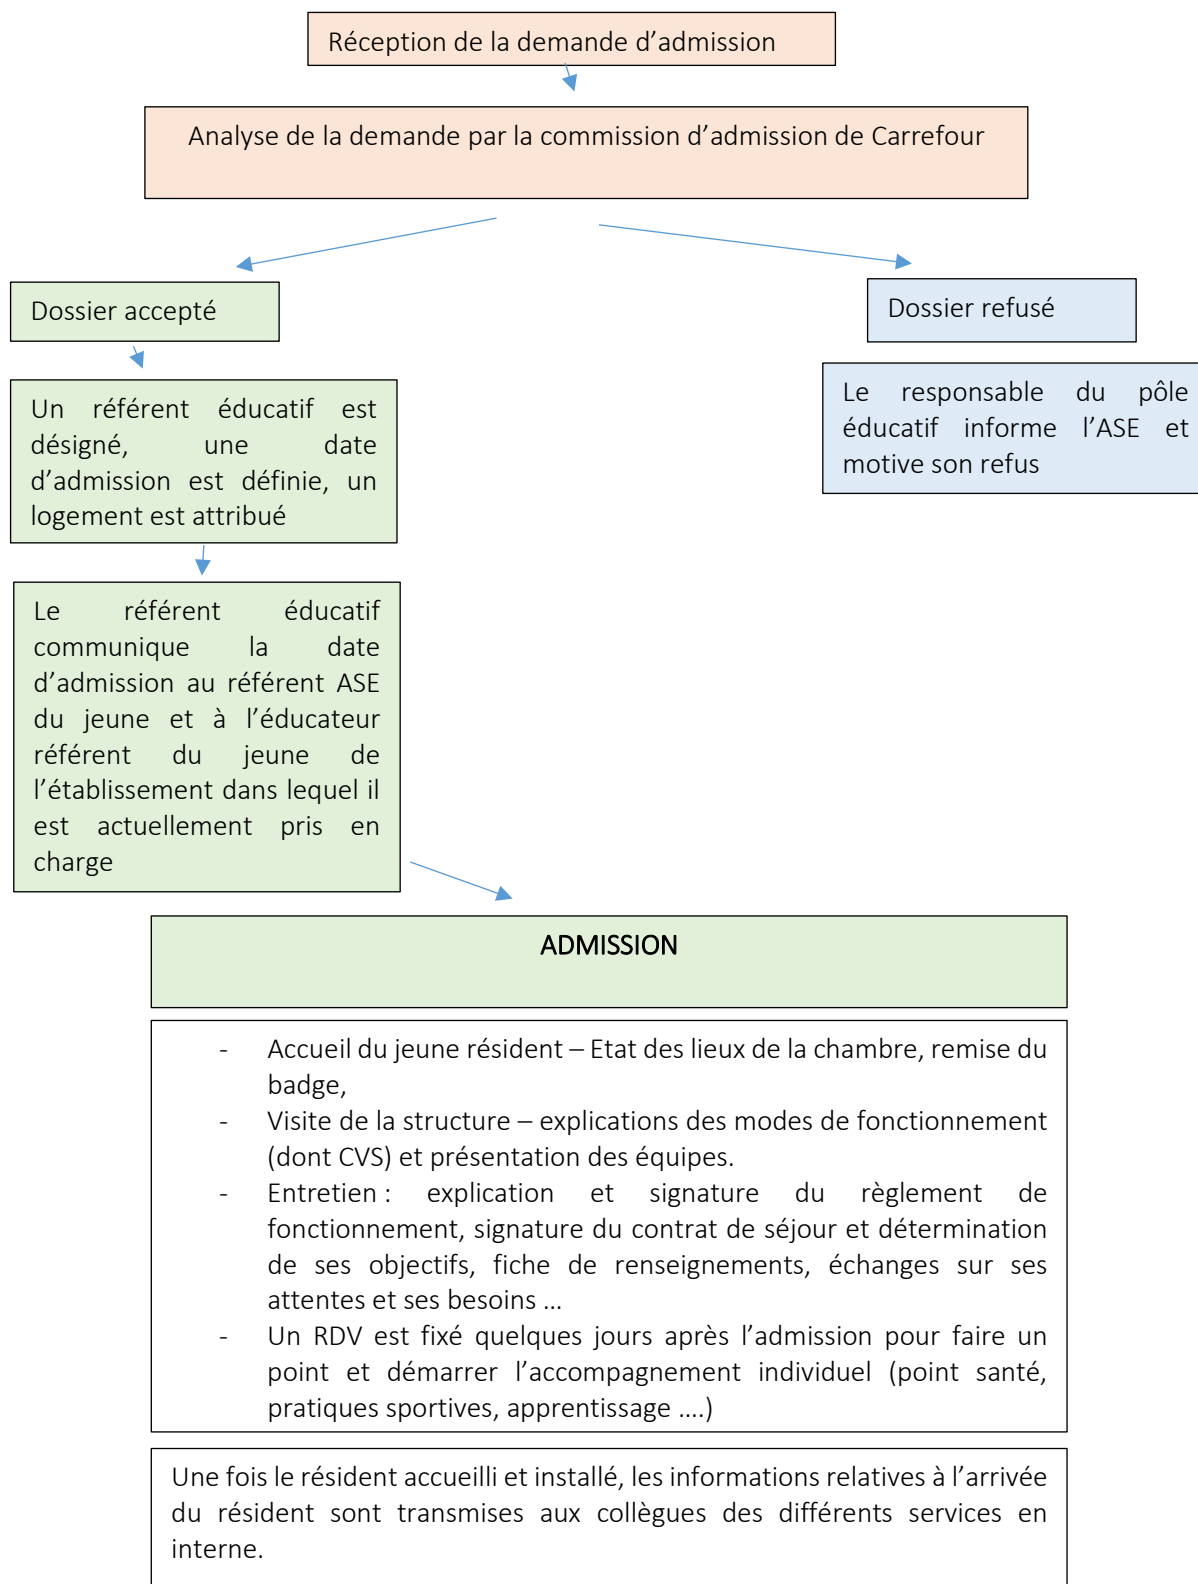 Réception de la demande d’admission
Analyse de la demande par la commission d’admission de Carrefour
Dossier accepté
Dossier refusé
Un référent éducatif est
désigné, une date
d’admission est définie, un
logement est attribué
Le responsable du pôle
éducatif informe l’ASE et
motive son refus
Le référent éducatif
communique la date
d’admission au référent ASE
du jeune et à l’éducateur
référent du jeune de
l’établissement dans lequel il
est actuellement pris en
charge
ADMISSION
- Accueil du jeune résident – Etat des lieux de la chambre, remise du
badge,
- Visite de la structure – explications des modes de fonctionnement
(dont CVS) et présentation des équipes.
- Entretien : explication et signature du règlement de
fonctionnement, signature du contrat de séjour et détermination
de ses objectifs, fiche de renseignements, échanges sur ses
attentes et ses besoins …
- Un RDV est fixé quelques jours après l’admission pour faire un
point et démarrer l’accompagnement individuel (point santé,
pratiques sportives, apprentissage ….)
Une fois le résident accueilli et installé, les informations relatives à l’arrivée
du résident sont transmises aux collègues des différents services en
interne.